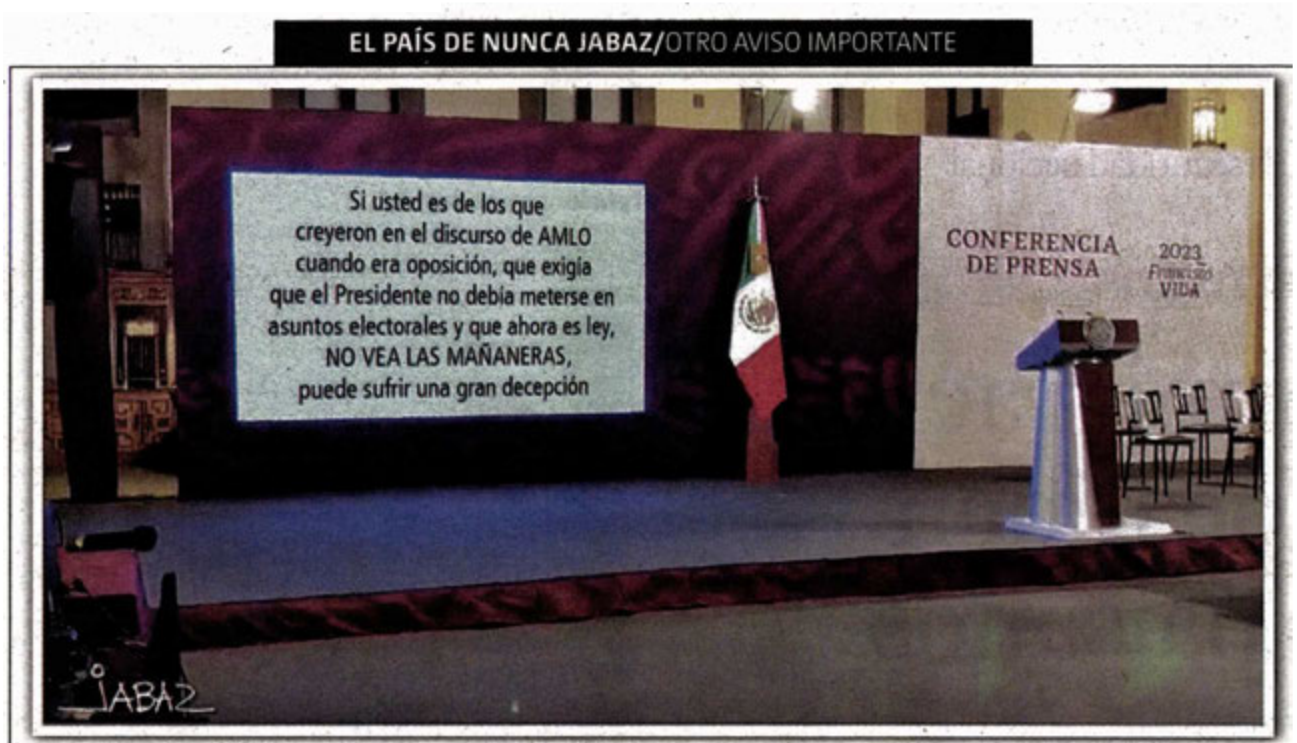 EL PAÍS DE NUNCA JABAZ/OTRO AVISO IMPORTANTE
Si usted es de los que
creyeron en el discurso de AMLO
cuando era oposición, que exigía
que el Presidente no debía meterse en
asuntos electorales y que ahora es ley,
NO VEA LAS MAÑANERAS,
puede sufrir una gran decepción
CONFERENCIA
DE PRENSA
2023
Francisco
VILLA
JABAZ